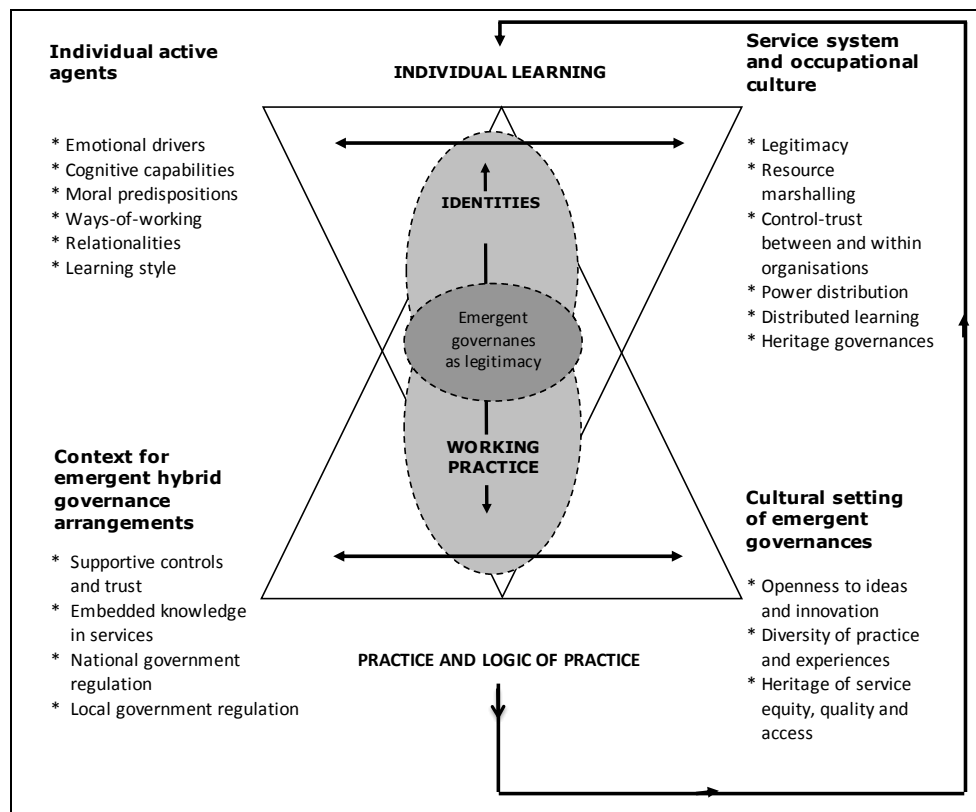 Individual active
agents
* Emotional drivers
* Cognitive capabilities
* Moral predispositions
* Ways-of-working
* Relationalities
* Learning style
INDIVIDUAL LEARNING
Service system
and occupational
culture
* Legitimacy
* Resource
marshalling
* Control-trust
between and within
organisations
* Power distribution
* Distributed learning
* Heritage governances
IDENTITIES
Emergent
governanes
as legitimacy
WORKING
PRACTICE
Context for
emergent hybrid
governance
arrangements
* Supportive controls
and trust
* Embedded knowledge
in services
* National government
regulation
* Local government regulation
PRACTICE AND LOGIC OF PRACTICE
Cultural setting
of emergent
governances
* Openness to ideas
and innovation
* Diversity of practice
and experiences
* Heritage of service
equity, quality and
access